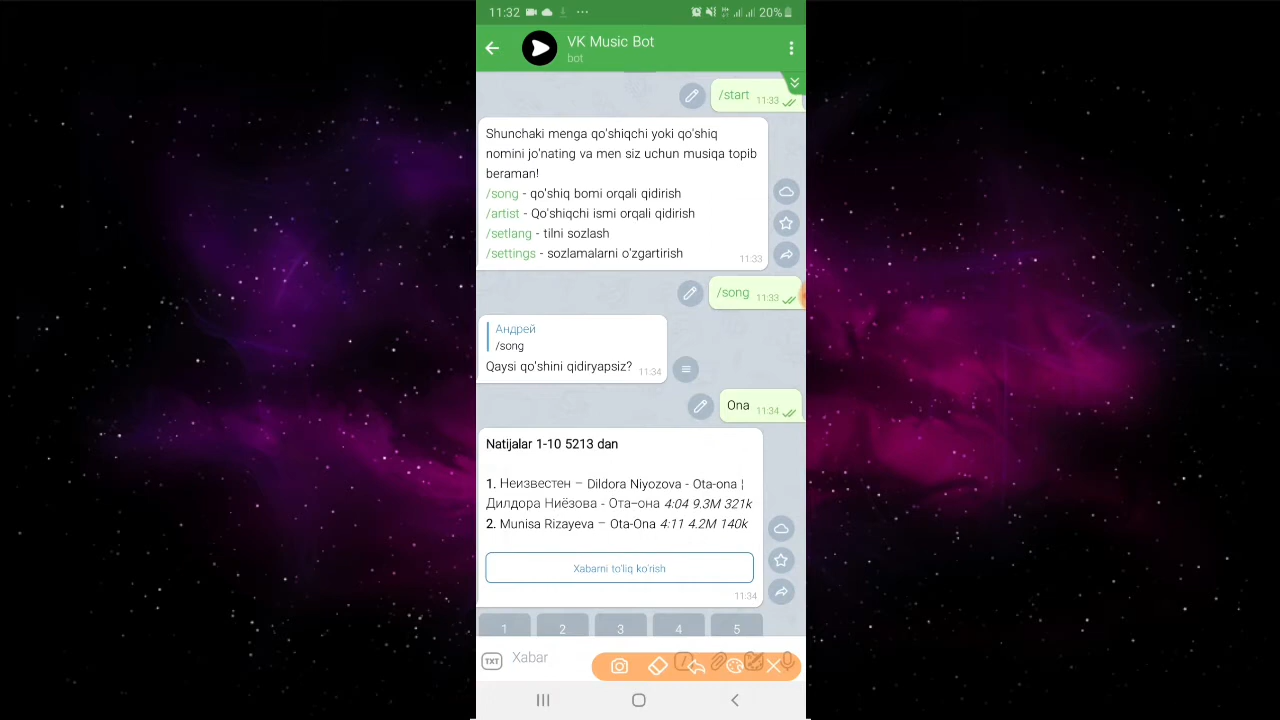 11:32
20%
VK Music Bot
bot
/start 11:33
Shunchaki menga qo'shiqchi yoki qo'shiq
nomini jo'nating va men siz uchun musiqa topib
beraman!
/song - qo'shiq bomi orqali qidirish
/artist - Qo'shiqchi ismi orqali qidirish
/setlang - tilni sozlash
/settings - sozlamalarni o'zgartirish
11:33
/song 11:33
Андрей
/song
Qaysi qo'shini qidiryapsiz? 11:34
Ona 11:34
Natijalar 1-10 5213 dan
1. Неизвестен – Dildora Niyozova - Ota-ona ¦
Дилдора Ниёзова - Ота–она 4:04 9.3M 321k
2. Munisa Rizayeva – Ota-Ona 4:11 4.2M 140k
Xabarni to'liq ko'rish
11:34
1 2 3 4 5
TXT Xabar